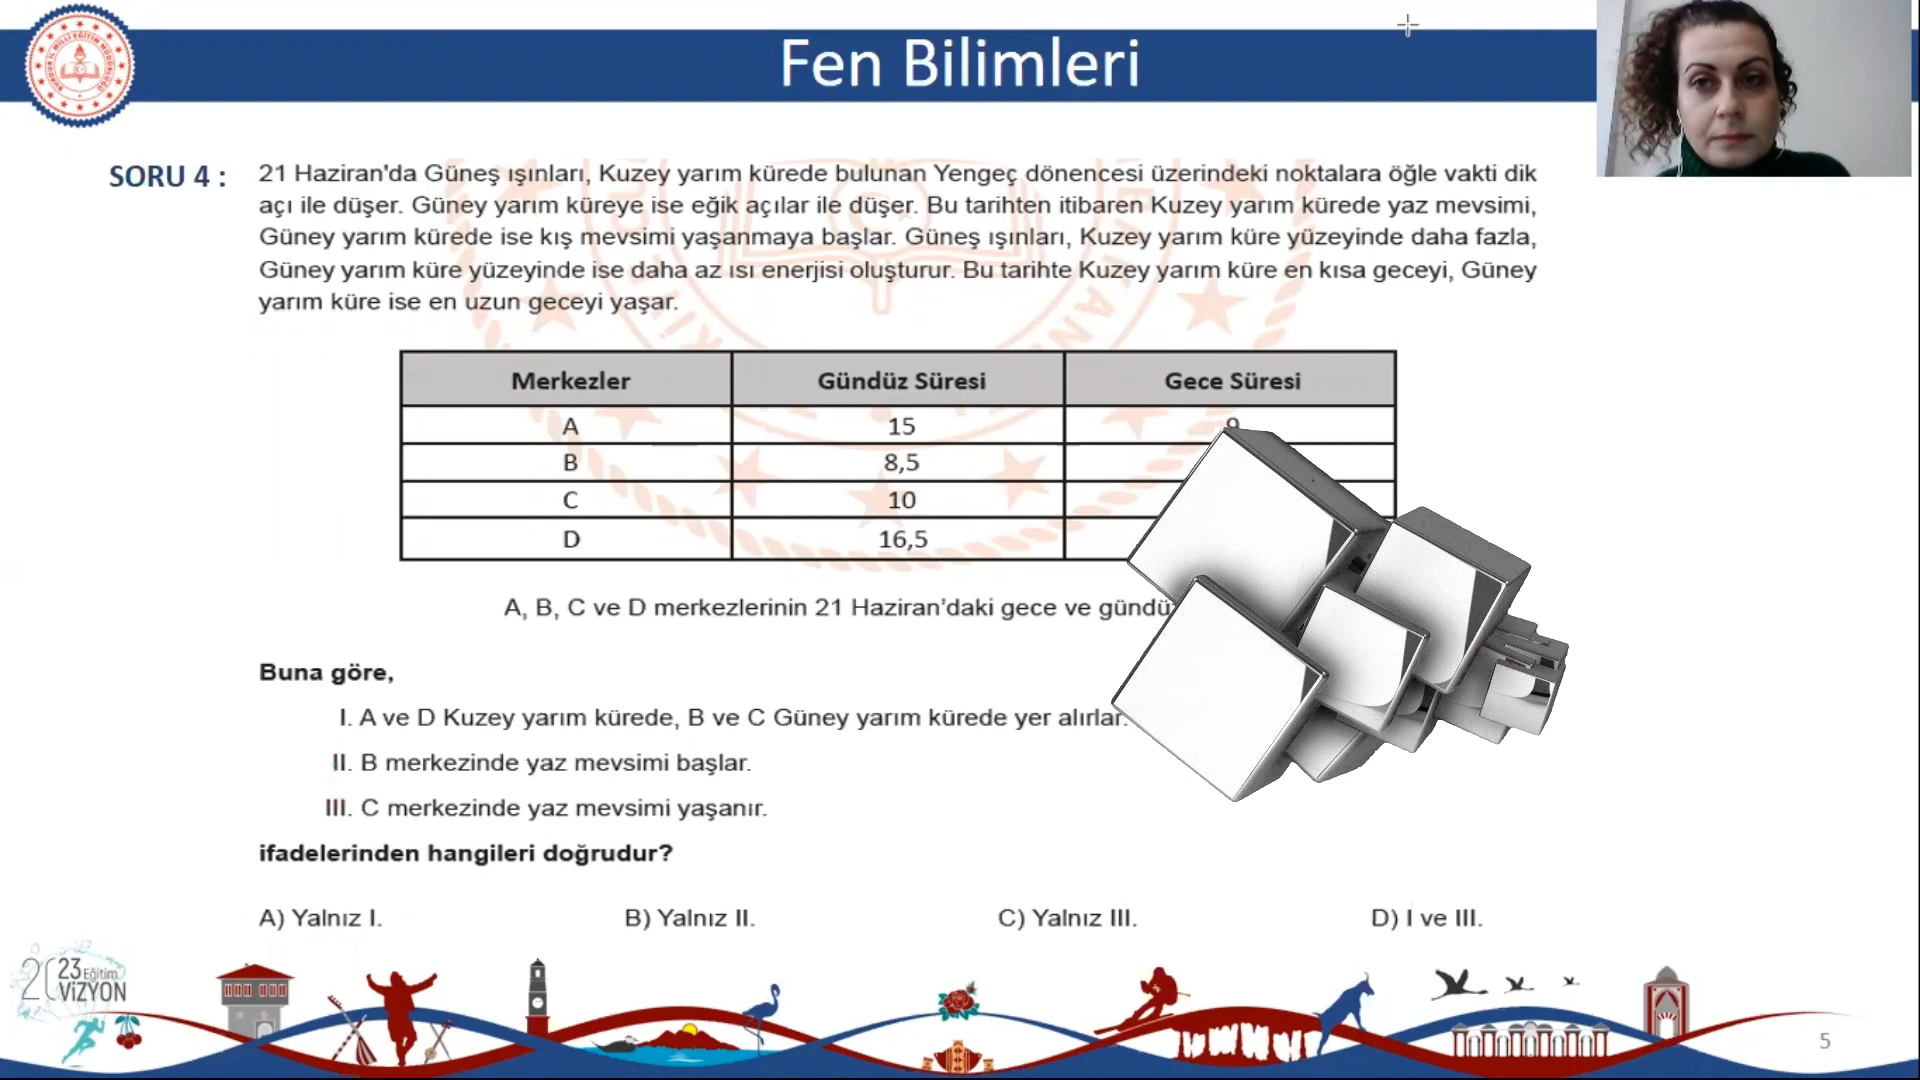 Fen Bilimleri
SORU 4 :
21 Haziran'da Güneş ışınları, Kuzey yarım kürede bulunan Yengeç dönencesi üzerindeki noktalara öğle vakti dik
açı ile düşer. Güney yarım küreye ise eğik açılar ile düşer. Bu tarihten itibaren Kuzey yarım kürede yaz mevsimi,
Güney yarım kürede ise kış mevsimi yaşanmaya başlar. Güneş ışınları, Kuzey yarım küre yüzeyinde daha fazla,
Güney yarım küre yüzeyinde ise daha az ısı enerjisi oluşturur. Bu tarihte Kuzey yarım küre en kısa geceyi, Güney
yarım küre ise en uzun geceyi yaşar.
Merkezler Gündüz Süresi Gece Süresi
A 15
B 8,5
C 10
D 16,5
A, B, C ve D merkezlerinin 21 Haziran'daki gece ve
Buna göre,
I. A ve D Kuzey yarım kürede, B ve C Güney yarım kürede yer alırlar.
II. B merkezinde yaz mevsimi başlar.
III. C merkezinde yaz mevsimi yaşanır.
ifadelerinden hangileri doğrudur?
A) Yalnız I. B) Yalnız II. C) Yalnız III. D) I ve III.
2023 Eğitim
VİZYON
5